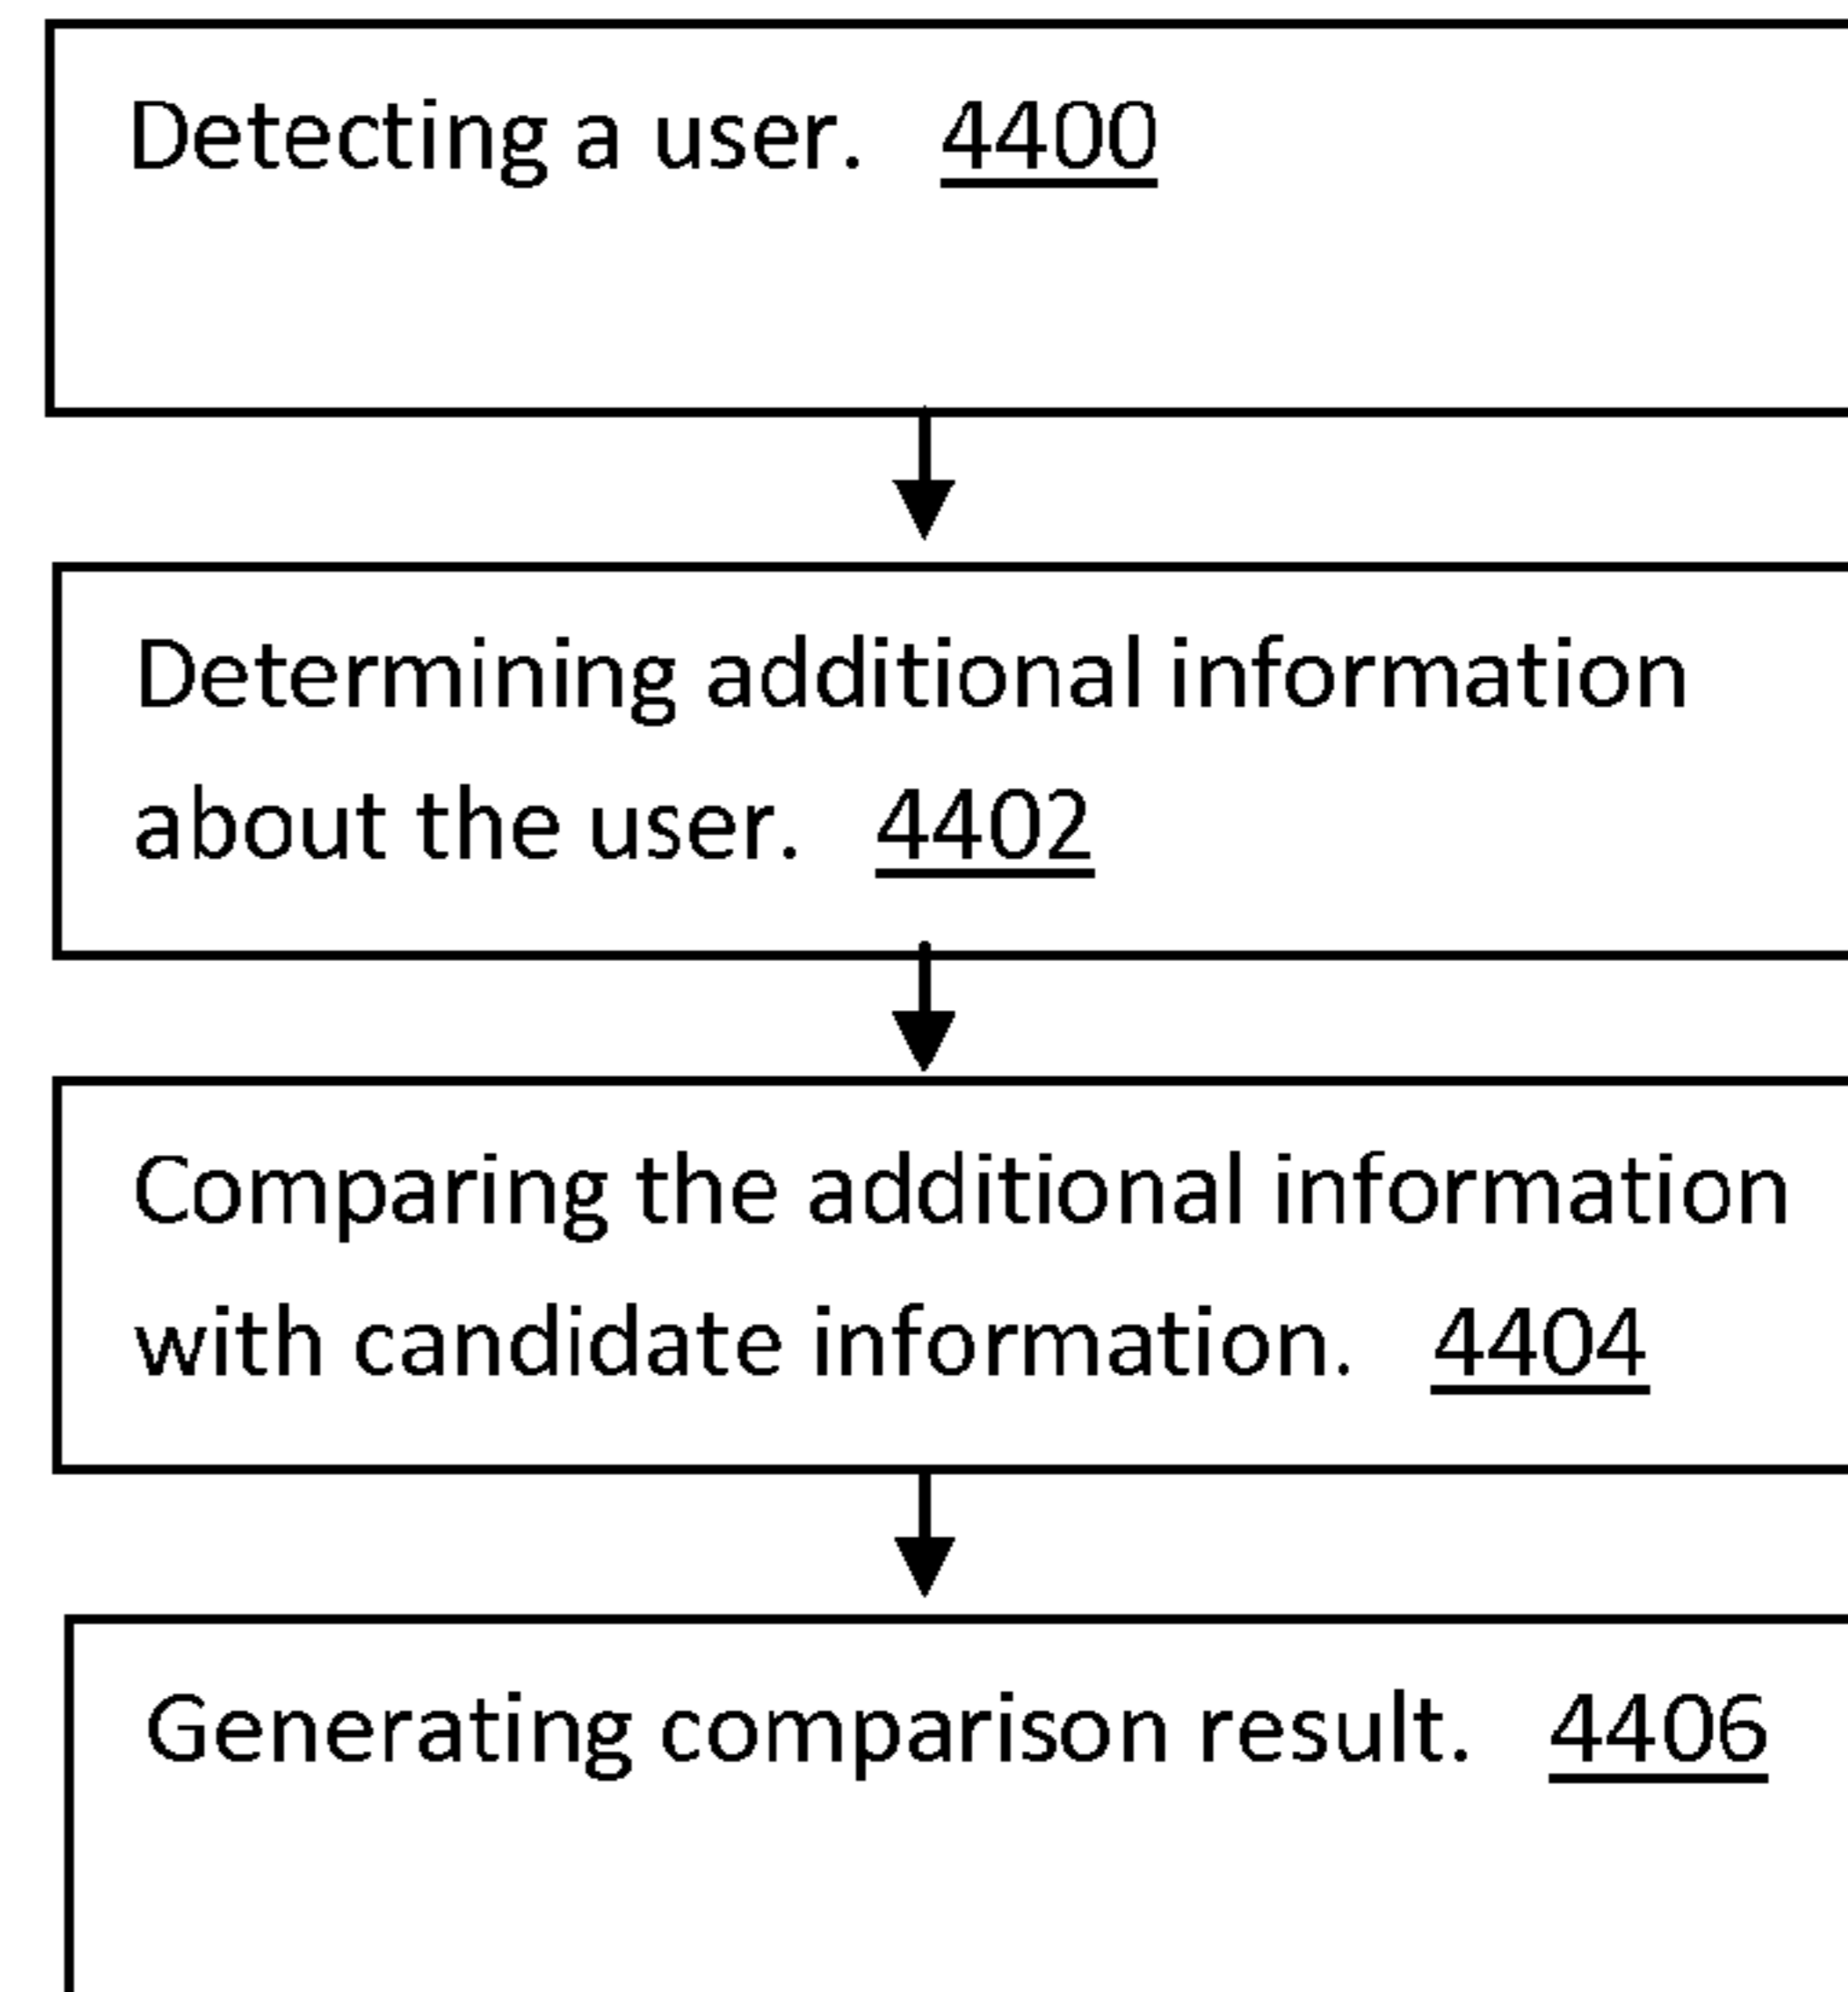 Detecting a user. 4400
Determining additional information
about the user. 4402
Comparing the additional information
with candidate information. 4404
Generating comparison result. 4406